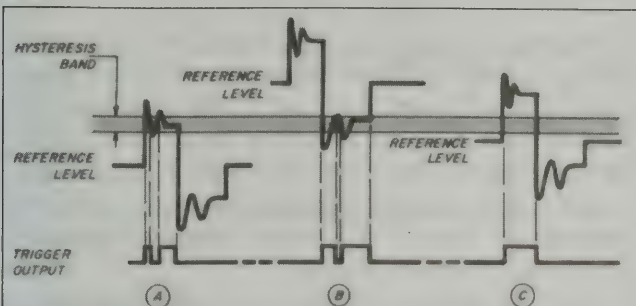 HYSTERESIS
BAND
REFERENCE
LEVEL
REFERENCE
LEVEL
REFERENCE
LEVEL
TRIGGER
OUTPUT
A
B
C